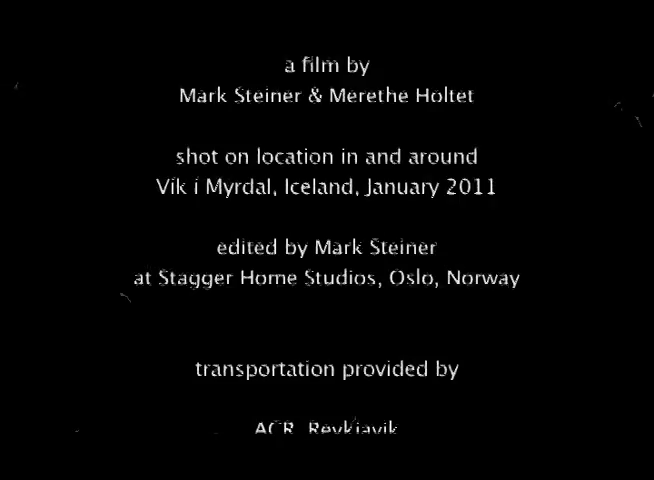 a film by
Mark Steiner & Merethe Holtet
shot on location in and around
Vík í Myrdal, Iceland, January 2011
edited by Mark Steiner
at Stagger Home Studios, Oslo, Norway
transportation provided by
ACR, Reykjavik